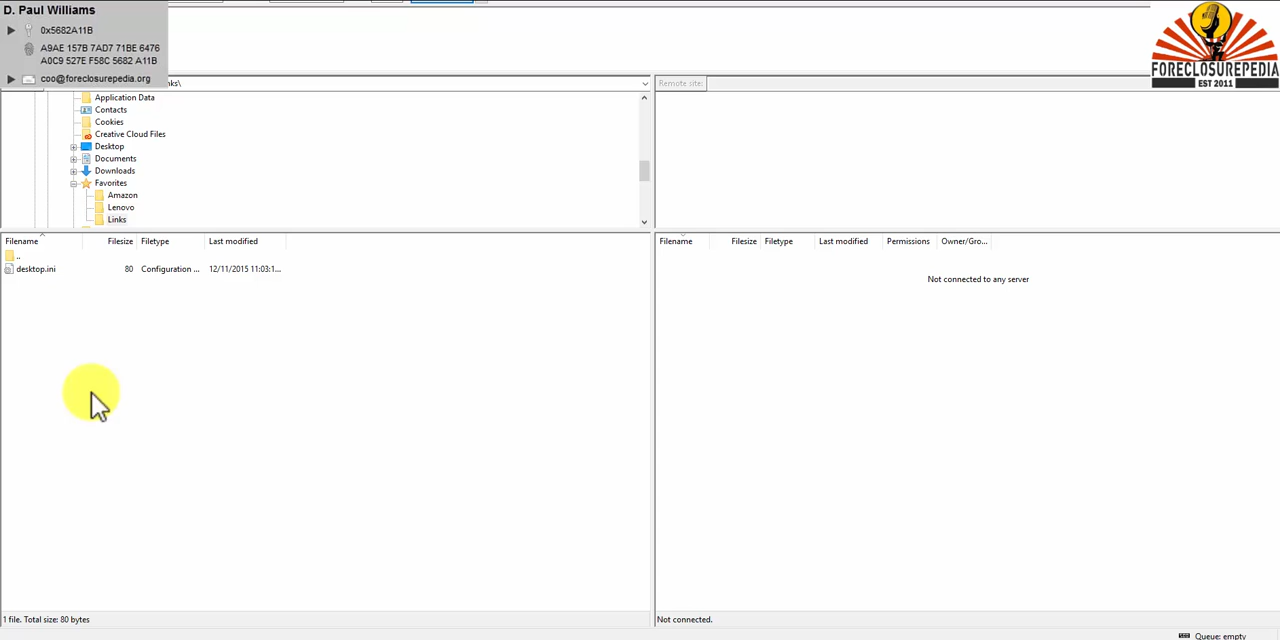 D. Paul Williams
0x5682A11B
A9AE 157B 7AD7 71BE 6476
A0C9 527E F58C 5682 A11B
coo@foreclosurepedia.org
nks\
Remote site:
FORECLOSUREPEDIA
EST 2011
Application Data
Contacts
Cookies
Creative Cloud Files
Desktop
Documents
Downloads
Favorites
Amazon
Lenovo
Links
Filename Filesize Filetype Last modified
..
desktop.ini 80 Configuration ... 12/11/2015 11:03:1...
1 file. Total size: 80 bytes
Filename Filesize Filetype Last modified Permissions Owner/Gro...
Not connected to any server
Not connected.
Queue: empty